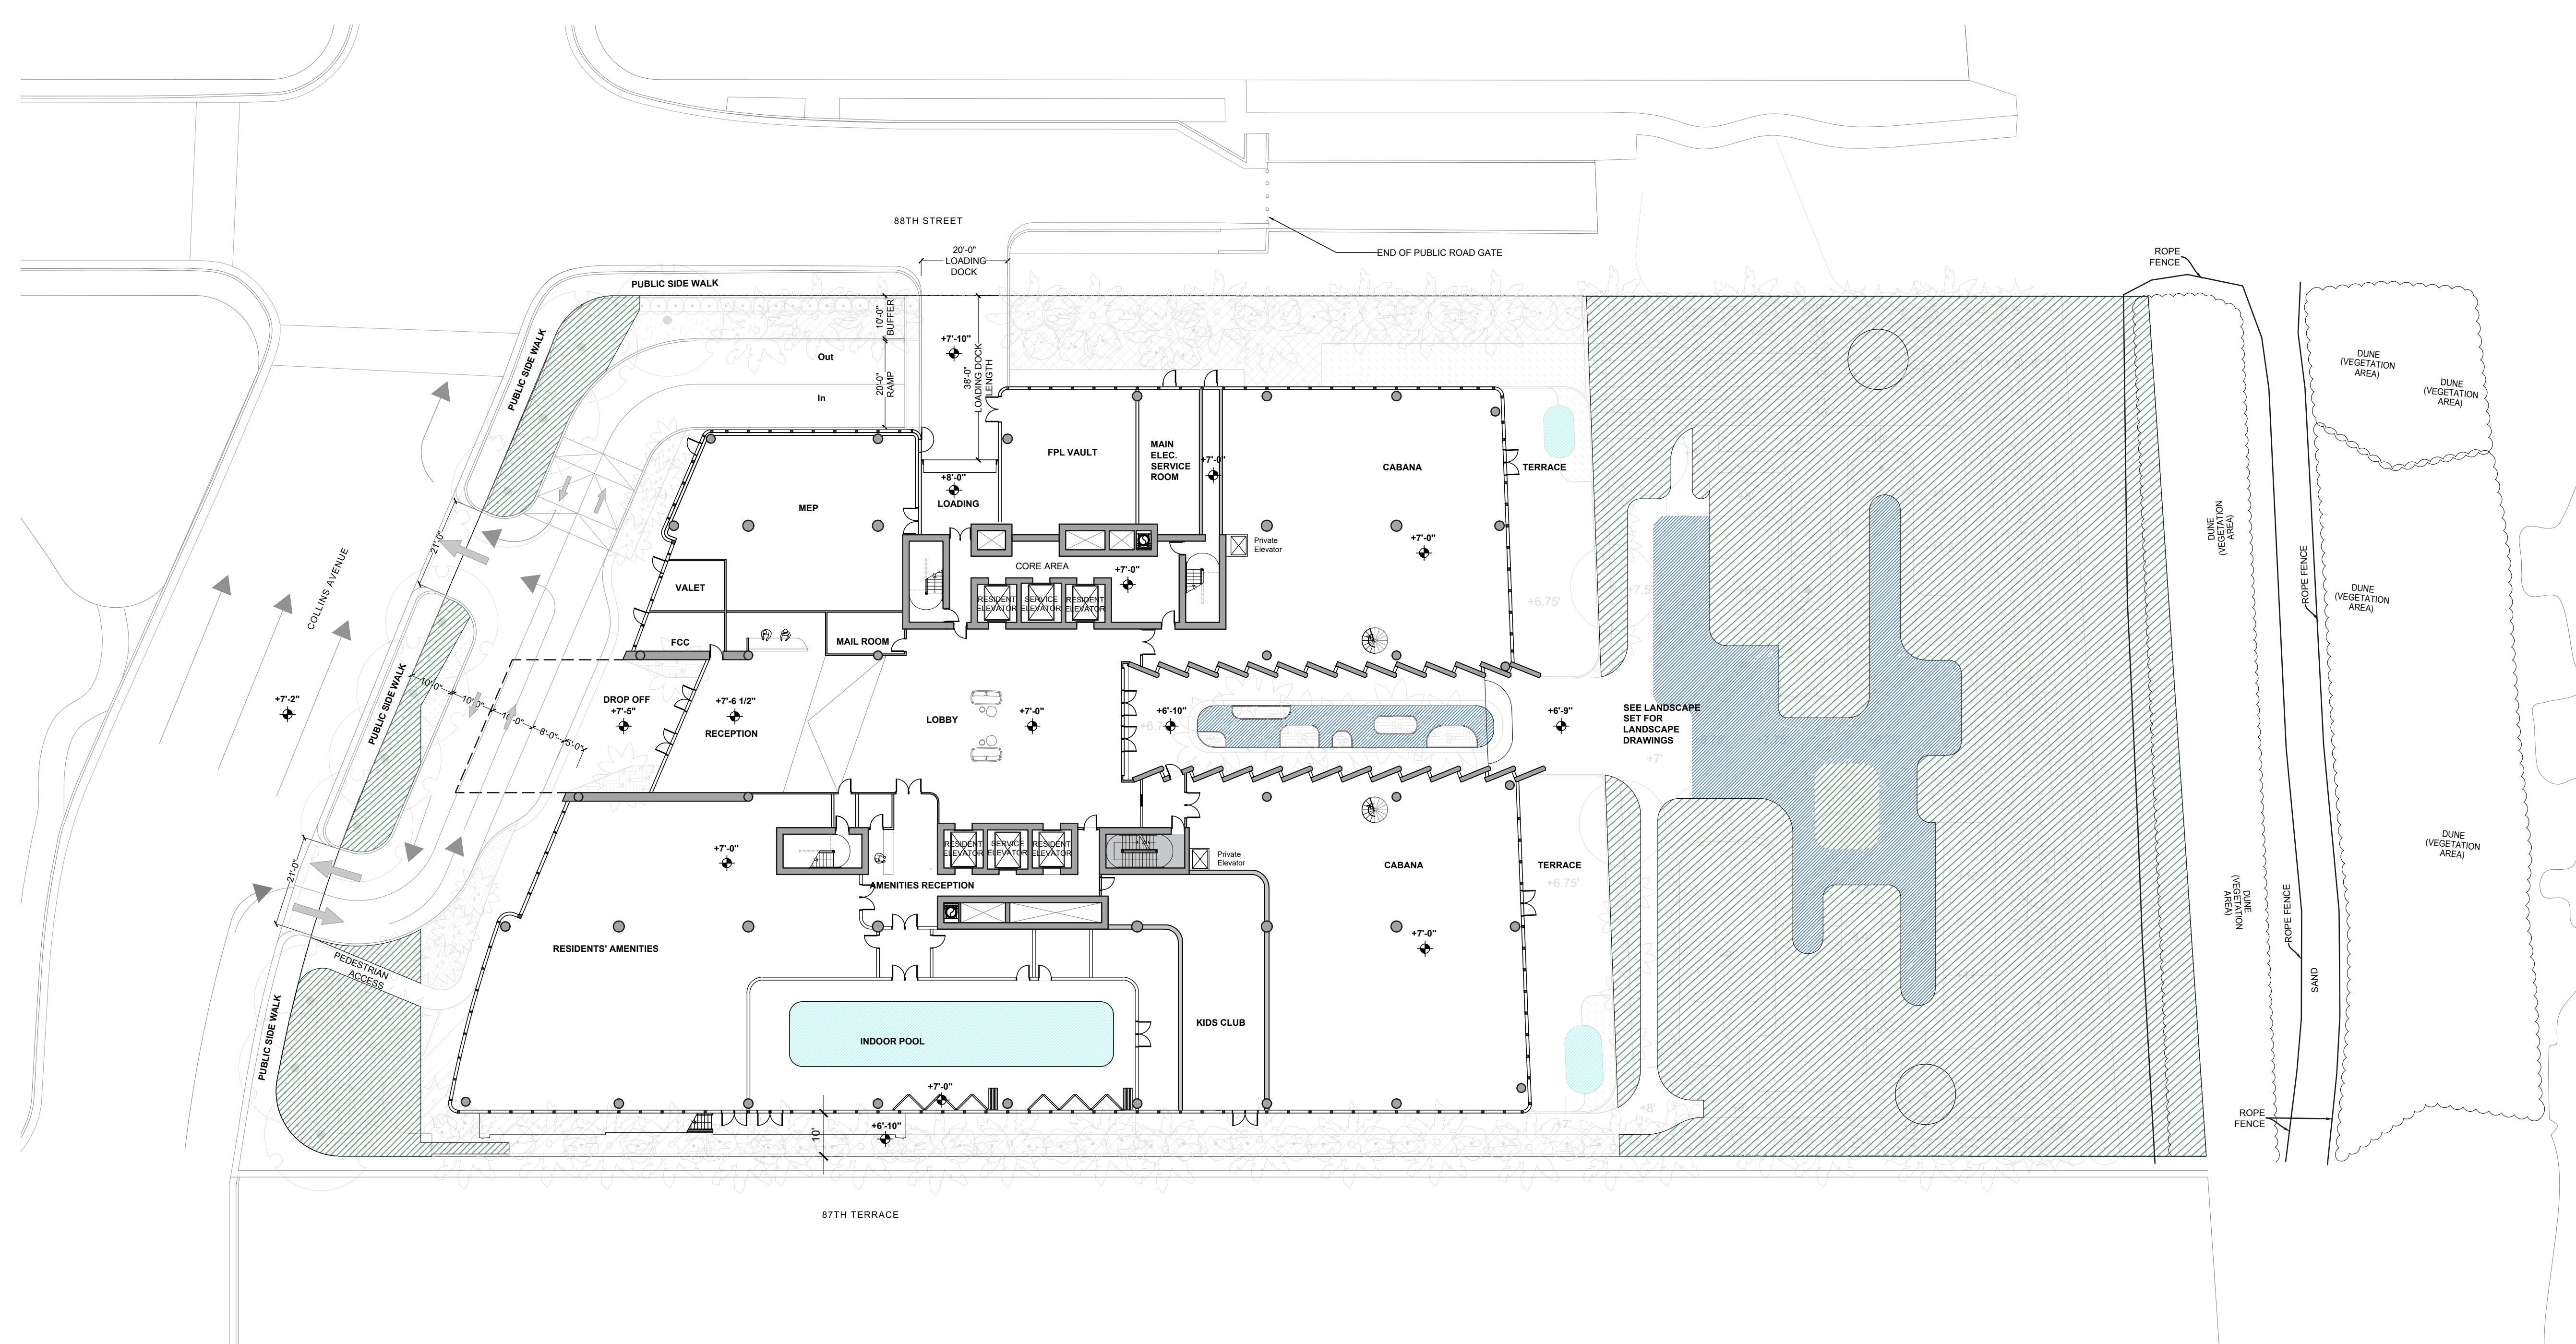 88TH STREET
20'-0"
LOADING
DOCK
END OF PUBLIC ROAD GATE
ROPE
FENCE
PUBLIC SIDE WALK
10'-0"
BUFFER
Out
In
20'-0"
RAMP
+7'-10"
38'-0"
LOADING DOCK
LENGTH
PUBLIC SIDE WALK
DUNE
(VEGETATION
AREA)
DUNE
(VEGETATION
AREA)
FPL VAULT
MAIN
ELEC.
SERVICE
ROOM
+7'-0"
CABANA
TERRACE
+8'-0"
LOADING
MEP
21'-0"
COLLINS AVENUE
Private
Elevator
+7'-0"
CORE AREA
+7'-0"
RESIDENT
ELEVATOR
SERVICE
ELEVATOR
RESIDENT
ELEVATOR
VALET
FCC
MAIL ROOM
+6.75'
+7.5'
DUNE
(VEGETATION
AREA)
ROPE FENCE
DUNE
(VEGETATION
AREA)
+7'-2"
PUBLIC SIDE WALK
10'-0"
10'-0"
10'-0"
8'-0"
5'-0"
DROP OFF
+7'-5"
+7'-6 1/2"
RECEPTION
LOBBY
+7'-0"
+6'-10"
+6'-9"
SEE LANDSCAPE
SET FOR
LANDSCAPE
DRAWINGS
+7'
21'-0"
+7'-0"
RESIDENT
ELEVATOR
SERVICE
ELEVATOR
RESIDENT
ELEVATOR
Private
Elevator
CABANA
TERRACE
+6.75'
AMENITIES RECEPTION
DUNE
(VEGETATION
AREA)
DUNE
(VEGETATION
AREA)
ROPE FENCE
RESIDENTS' AMENITIES
+7'-0"
PEDESTRIAN
ACCESS
SAND
PUBLIC SIDE WALK
INDOOR POOL
KIDS CLUB
+7'-0"
+8'
10'
+6'-10"
ROPE
FENCE
87TH TERRACE